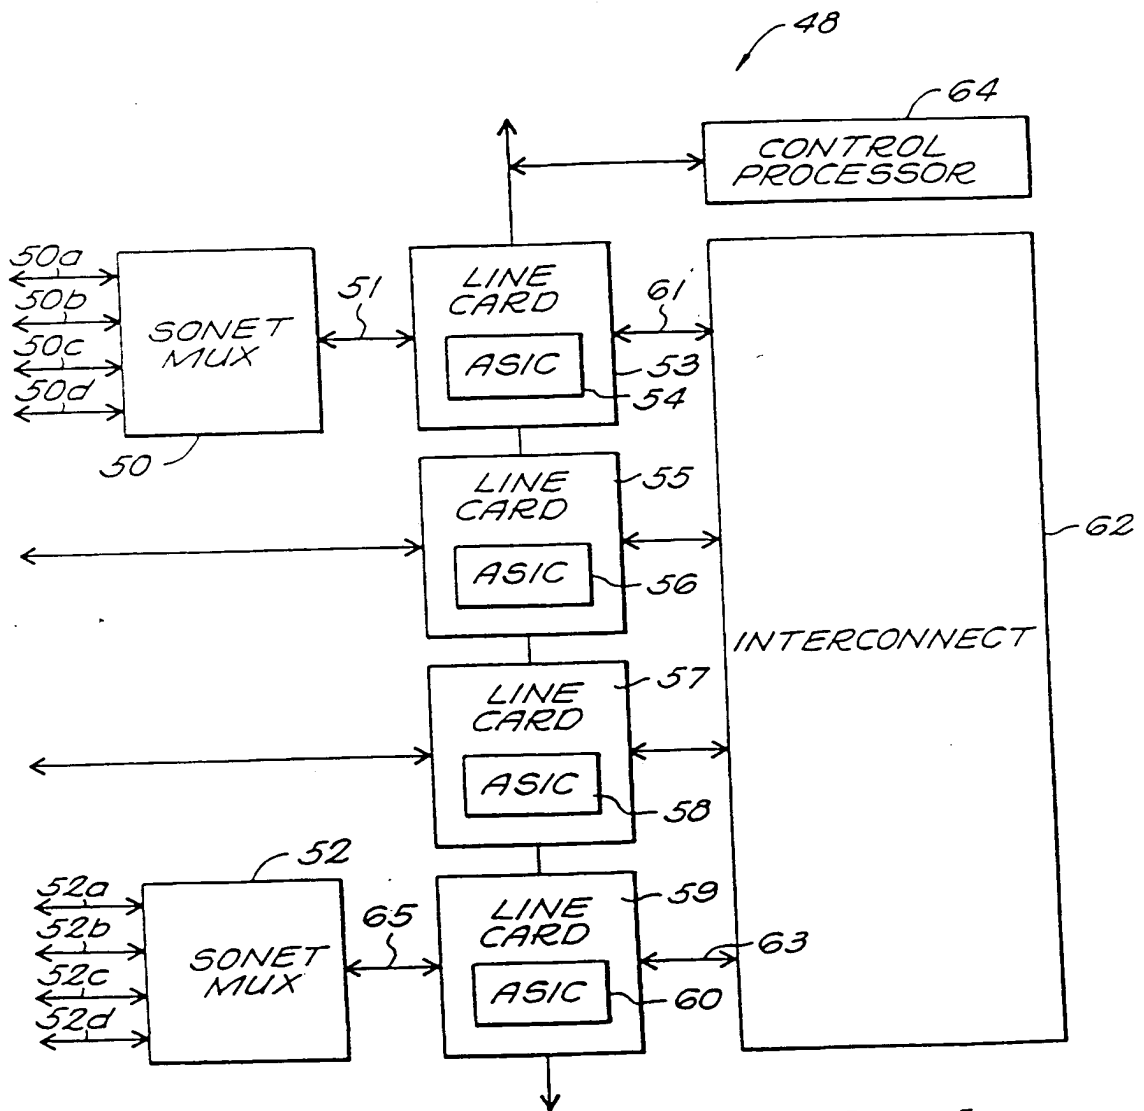 48
64
CONTROL
PROCESSOR
50a
50b
50c
50d
SONET
MUX
50
51
LINE
CARD
ASIC
61
53
54
LINE
CARD
ASIC
55
56
62
INTERCONNECT
LINE
CARD
ASIC
57
58
52
52a
52b
52c
52d
SONET
MUX
65
LINE
CARD
ASIC
59
63
60